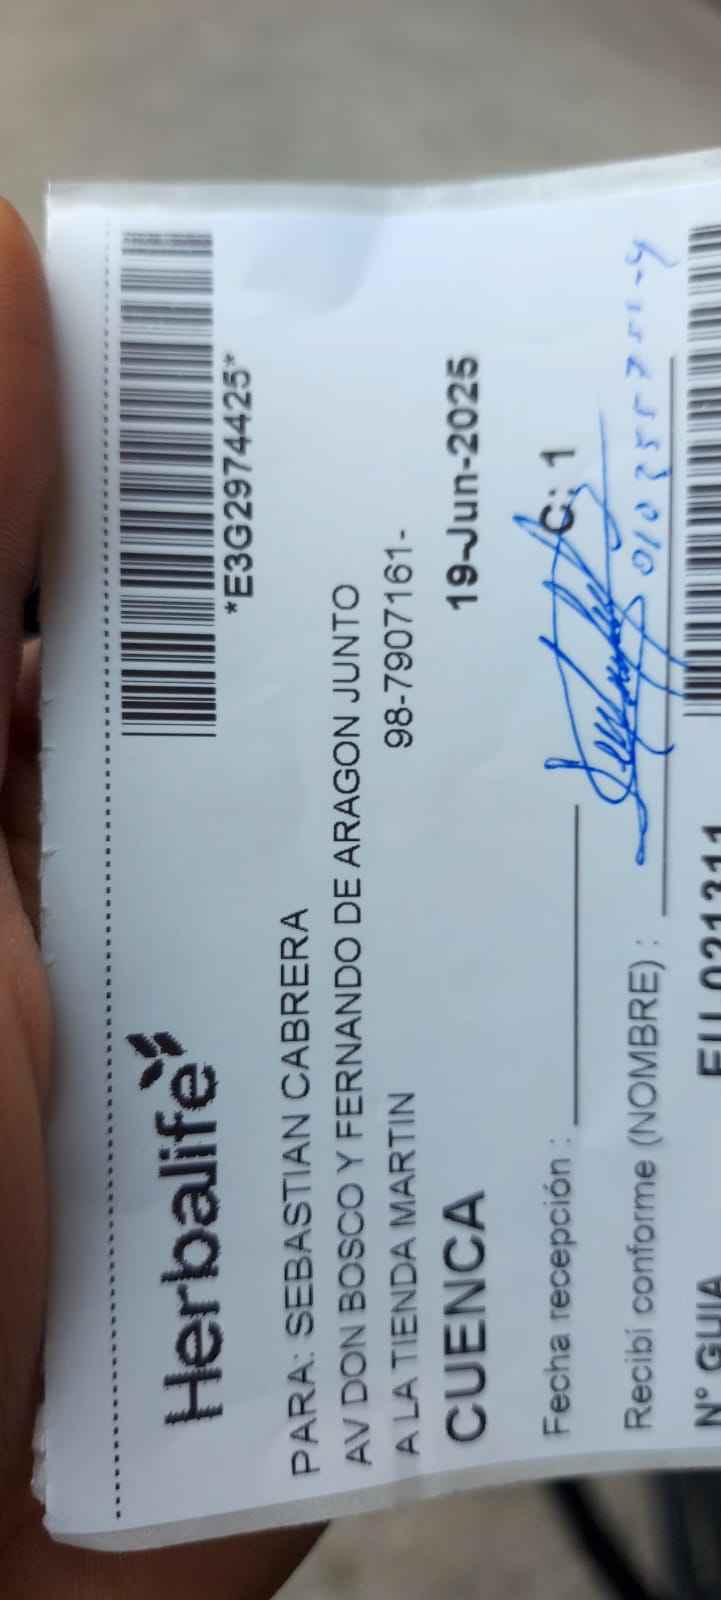 Herbalife
*E3G2974425*
PARA: SEBASTIAN CABRERA
AV DON BOSCO Y FERNANDO DE ARAGON JUNTO
A LA TIENDA MARTIN
98-7907161-
CUENCA
19-Jun-2025
Fecha recepción :
C: 1
Recibí conforme (NOMBRE) :
N° GUIA